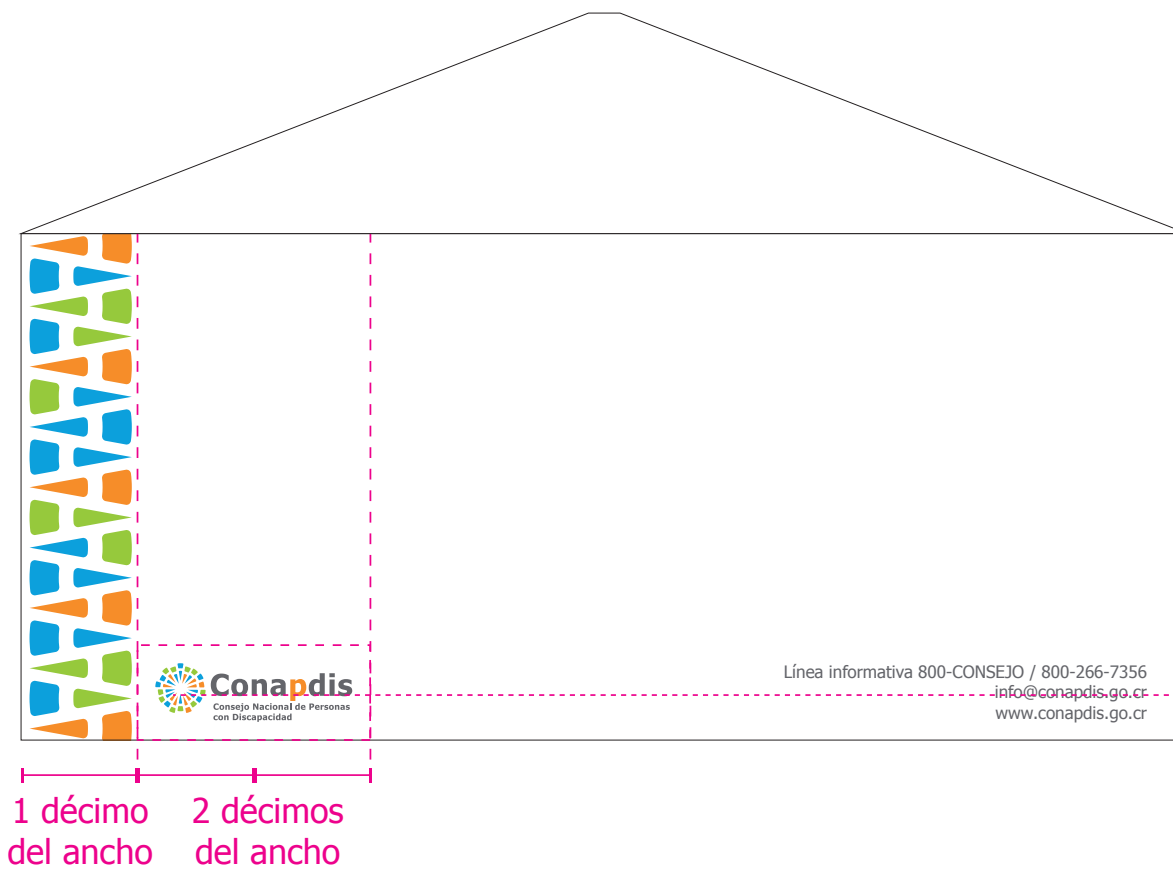 Conapdis
Consejo Nacional de Personas
con Discapacidad
Línea informativa 800-CONSEJO / 800-266-7356
info@conapdis.go.cr
www.conapdis.go.cr
1 décimo
del ancho
2 décimos
del ancho